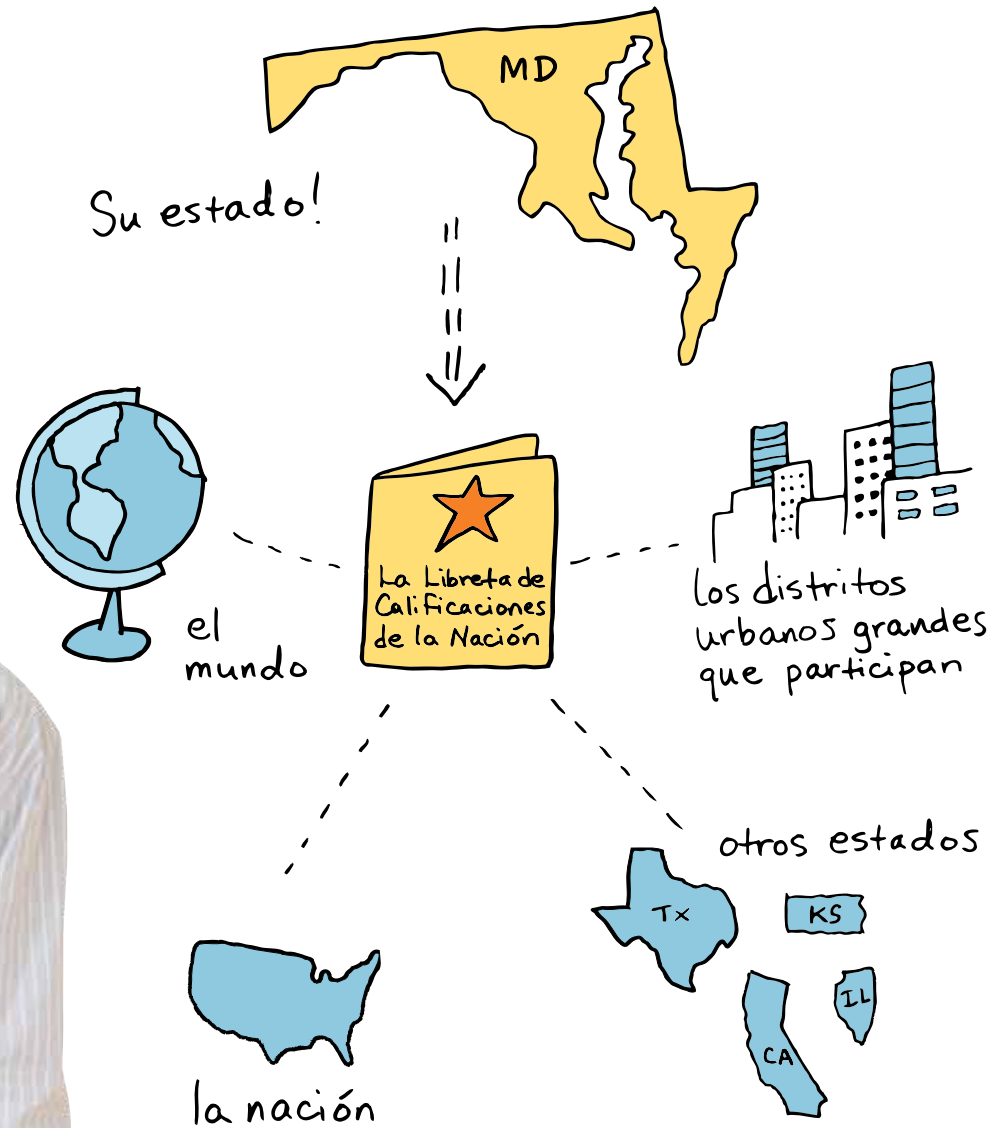 MD
Su estado!
La Libreta de
Calificaciones
de la Nación
el
mundo
los distritos
urbanos grandes
que participan
otros estados
TX
KS
IL
CA
la nación